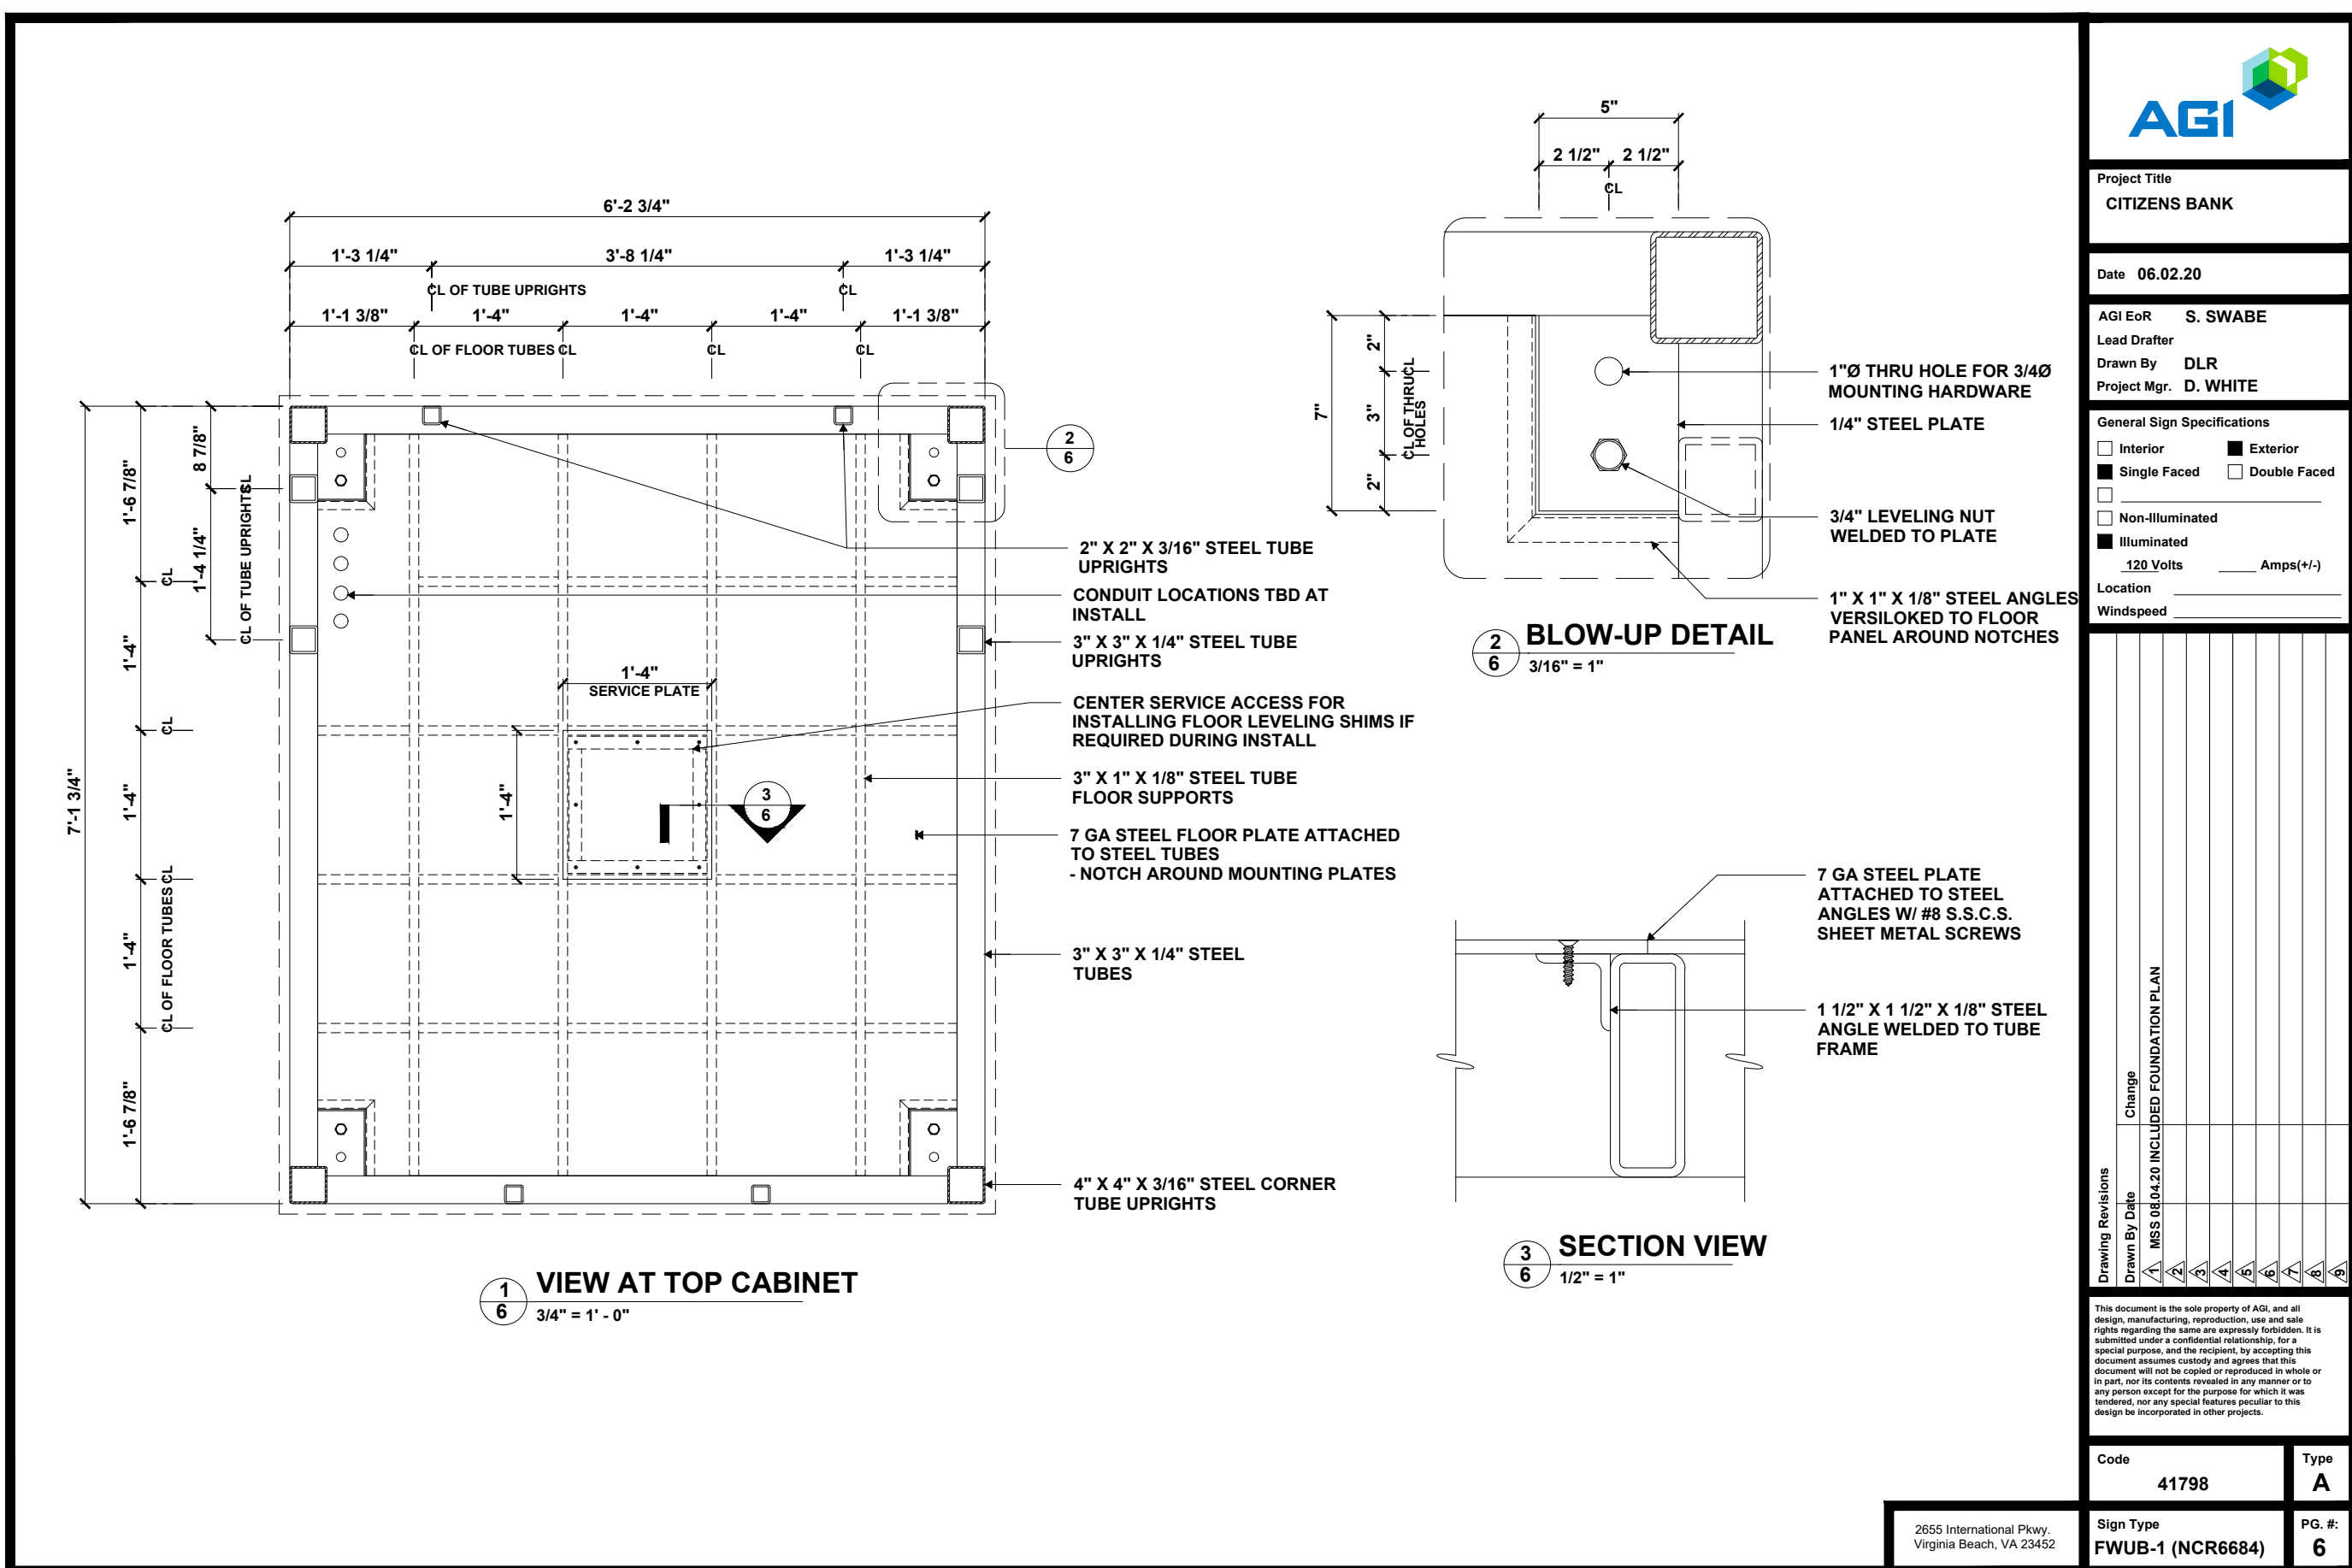 6'-2 3/4"
1'-3 1/4"
3'-8 1/4"
1'-3 1/4"
CL OF TUBE UPRIGHTS
CL
1'-1 3/8"
1'-4"
1'-4"
1'-4"
1'-1 3/8"
CL OF FLOOR TUBES
CL
CL
CL
7'-1 3/4"
1'-6 7/8"
1'-4"
1'-4"
1'-4"
1'-6 7/8"
CL
CL
CL OF FLOOR TUBES CL
8 7/8"
1'-4 1/4"
CL OF TUBE UPRIGHTS
CL
1'-4"
SERVICE PLATE
1'-4"
3
6
2
6
2" X 2" X 3/16" STEEL TUBE
UPRIGHTS
CONDUIT LOCATIONS TBD AT
INSTALL
3" X 3" X 1/4" STEEL TUBE
UPRIGHTS
CENTER SERVICE ACCESS FOR
INSTALLING FLOOR LEVELING SHIMS IF
REQUIRED DURING INSTALL
3" X 1" X 1/8" STEEL TUBE
FLOOR SUPPORTS
7 GA STEEL FLOOR PLATE ATTACHED
TO STEEL TUBES
- NOTCH AROUND MOUNTING PLATES
3" X 3" X 1/4" STEEL
TUBES
4" X 4" X 3/16" STEEL CORNER
TUBE UPRIGHTS
1
6
VIEW AT TOP CABINET
3/4" = 1' - 0"
5"
2 1/2"
2 1/2"
CL
7"
2"
3"
2"
CL OF THRU
HOLES
CL
1"Ø THRU HOLE FOR 3/4Ø
MOUNTING HARDWARE
1/4" STEEL PLATE
3/4" LEVELING NUT
WELDED TO PLATE
1" X 1" X 1/8" STEEL ANGLES
VERSILOKED TO FLOOR
PANEL AROUND NOTCHES
2
6
BLOW-UP DETAIL
3/16" = 1"
7 GA STEEL PLATE
ATTACHED TO STEEL
ANGLES W/ #8 S.S.C.S.
SHEET METAL SCREWS
1 1/2" X 1 1/2" X 1/8" STEEL
ANGLE WELDED TO TUBE
FRAME
3
6
SECTION VIEW
1/2" = 1"
AGI
Project Title
CITIZENS BANK
Date 06.02.20
AGI EoR S. SWABE
Lead Drafter
Drawn By DLR
Project Mgr. D. WHITE
General Sign Specifications
Interior Exterior
Single Faced Double Faced
Non-Illuminated
Illuminated
120 Volts Amps(+/-)
Location
Windspeed
Drawing Revisions
Drawn By Date Change
1 MSS 08.04.20 INCLUDED FOUNDATION PLAN
2
3
4
5
6
7
8
9
This document is the sole property of AGI, and all
design, manufacturing, reproduction, use and sale
rights regarding the same are expressly forbidden. It is
submitted under a confidential relationship, for a
special purpose, and the recipient, by accepting this
document assumes custody and agrees that this
document will not be copied or reproduced in whole or
in part, nor its contents revealed in any manner or to
any person except for the purpose for which it was
tendered, nor any special features peculiar to this
design be incorporated in other projects.
Code
41798
Type
A
2655 International Pkwy.
Virginia Beach, VA 23452
Sign Type
FWUB-1 (NCR6684)
PG. #:
6